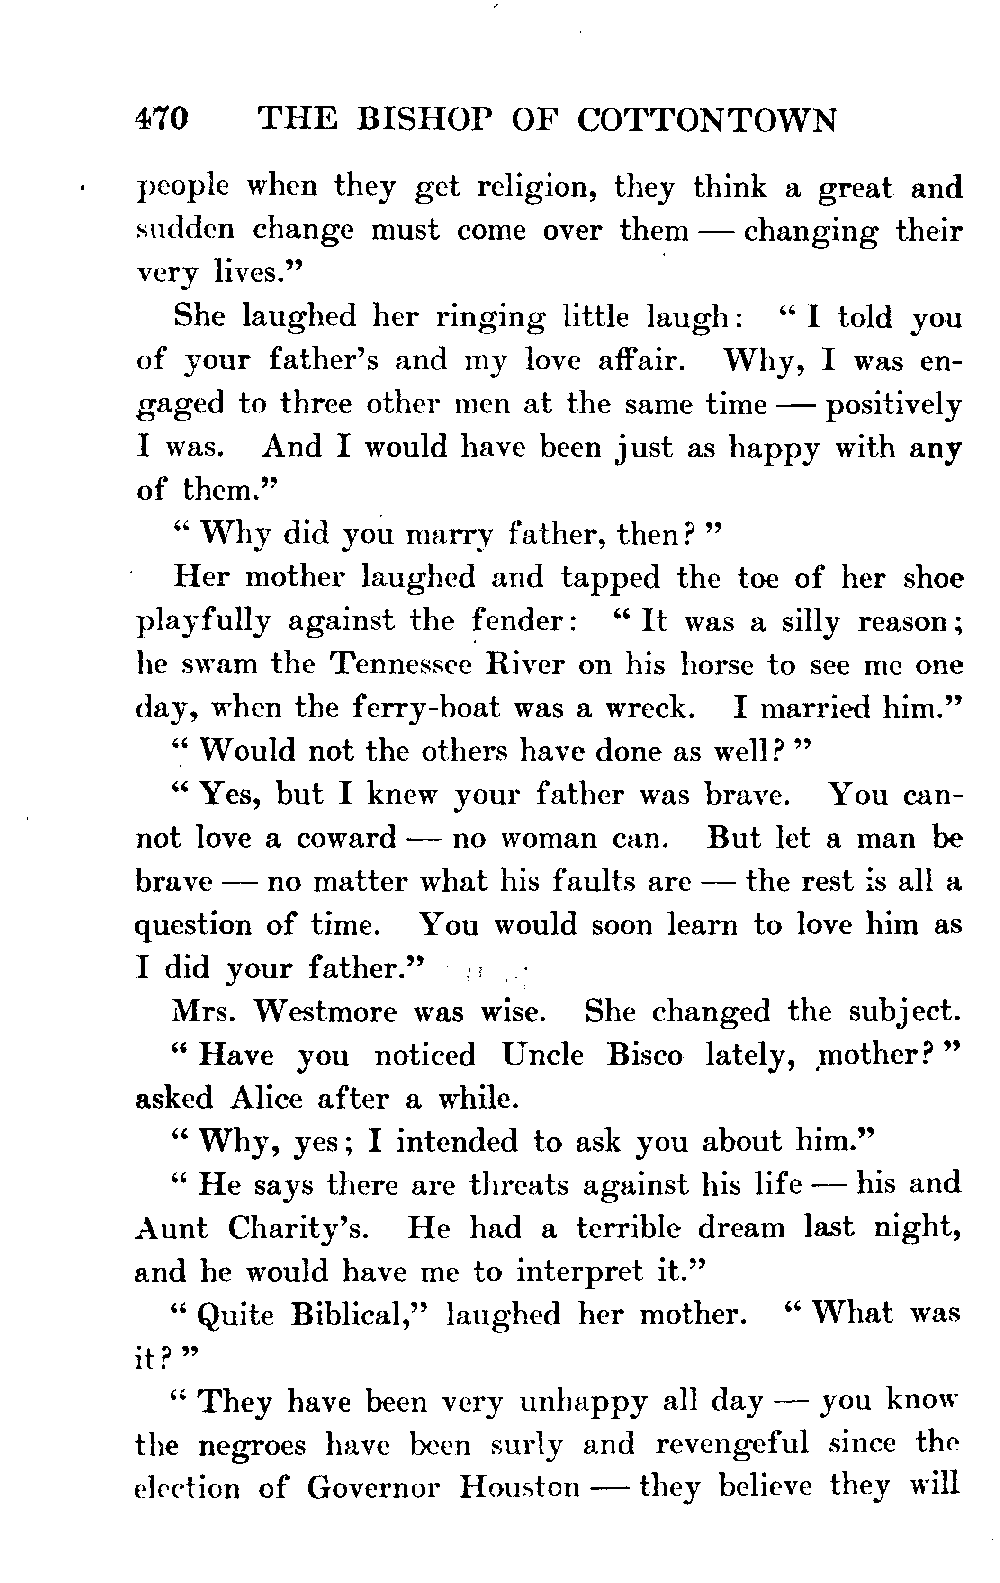 470 THE BISHOP OF COTTONTOWN
people when they get religion, they think a great and
sudden change must come over them — changing their
very lives.”
She laughed her ringing little laugh: “ I told you
of your father’s and my love affair. Why, I was en-
gaged to three other men at the same time — positively
I was. And I would have been just as happy with any
of them.”
“ Why did you marry father, then? ”
Her mother laughed and tapped the toe of her shoe
playfully against the fender: “ It was a silly reason;
he swam the Tennessee River on his horse to see me one
day, when the ferry-boat was a wreck. I married him.”
“ Would not the others have done as well? ”
“ Yes, but I knew your father was brave. You can-
not love a coward — no woman can. But let a man be
brave — no matter what his faults are — the rest is all a
question of time. You would soon learn to love him as
I did your father.”
Mrs. Westmore was wise. She changed the subject.
“ Have you noticed Uncle Bisco lately, mother? ”
asked Alice after a while.
“ Why, yes; I intended to ask you about him.”
“ He says there are threats against his life — his and
Aunt Charity’s. He had a terrible dream last night,
and he would have me to interpret it.”
“ Quite Biblical,” laughed her mother. “ What was
it? ”
“ They have been very unhappy all day — you know
the negroes have been surly and revengeful since the
election of Governor Houston — they believe they will